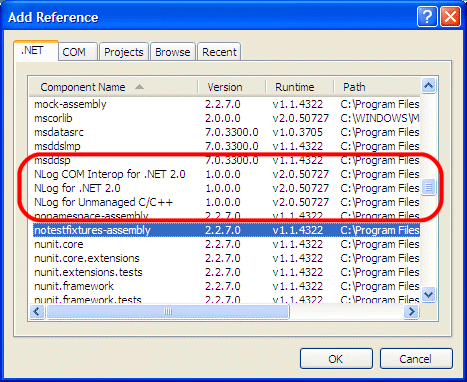 Add Reference
.NET COM Projects Browse Recent
Component Name Version Runtime Path
mock-assembly 2.2.7.0 v1.1.4322 C:\Program Files
mscorlib 2.0.0.0 v2.0.50727 C:\WINDOWS\M
msdatasrc 7.0.3300.0 v1.0.3705 C:\Program Files
msddslmp 7.0.3300.0 v1.1.4322 C:\Program Files
msddsp 7.0.3300.0 v1.1.4322 C:\Program Files
NLog COM Interop for .NET 2.0 1.0.0.0 v2.0.50727 C:\Program Files
NLog for .NET 2.0 1.0.0.0 v2.0.50727 C:\Program Files
NLog for Unmanaged C/C++ 1.0.0.0 v2.0.50727 C:\Program Files
nonamespace-assembly 2.2.7.0 v1.1.4322 C:\Program Files
notestfixtures-assembly 2.2.7.0 v1.1.4322 C:\Program Files
nunit.core 2.2.7.0 v1.1.4322 C:\Program Files
nunit.core.extensions 2.2.7.0 v1.1.4322 C:\Program Files
nunit.extensions.tests 2.2.7.0 v1.1.4322 C:\Program Files
nunit.framework 2.2.7.0 v1.1.4322 C:\Program Files
nunit.framework.tests 2.2.7.0 v1.1.4322 C:\Program Files
OK Cancel